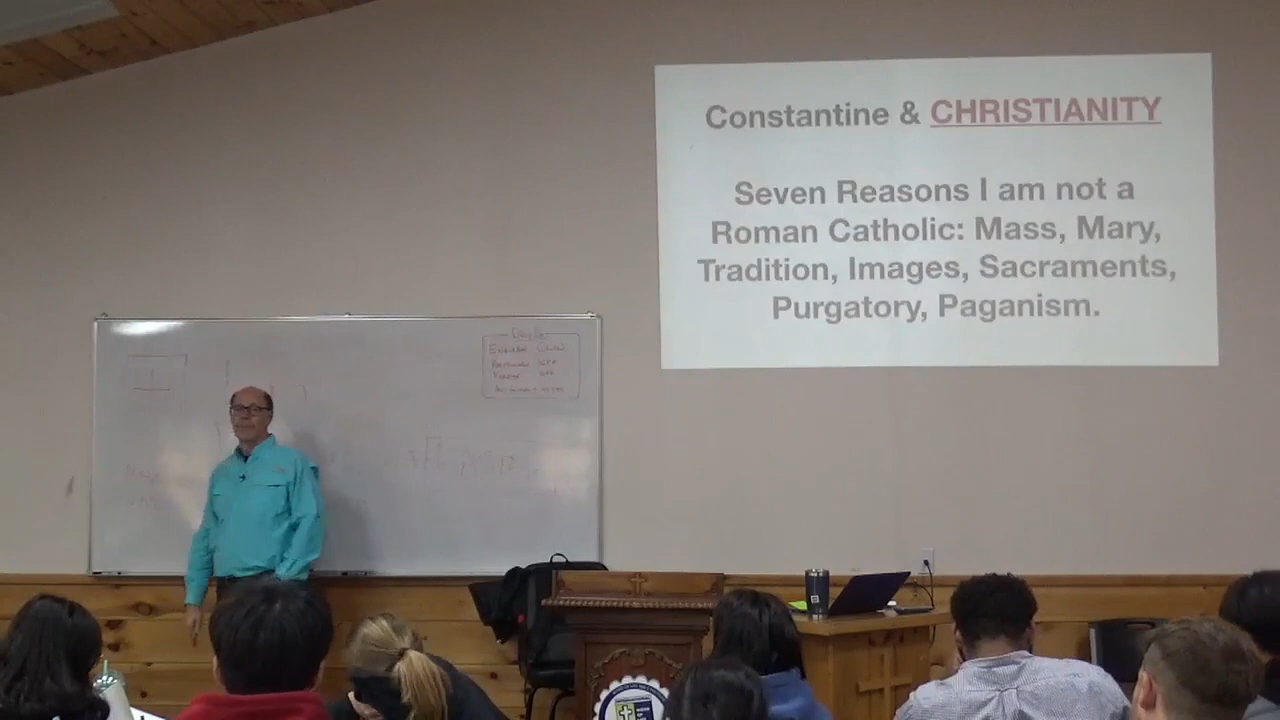 Constantine & CHRISTIANITY
Seven Reasons I am not a
Roman Catholic: Mass, Mary,
Tradition, Images, Sacraments,
Purgatory, Paganism.